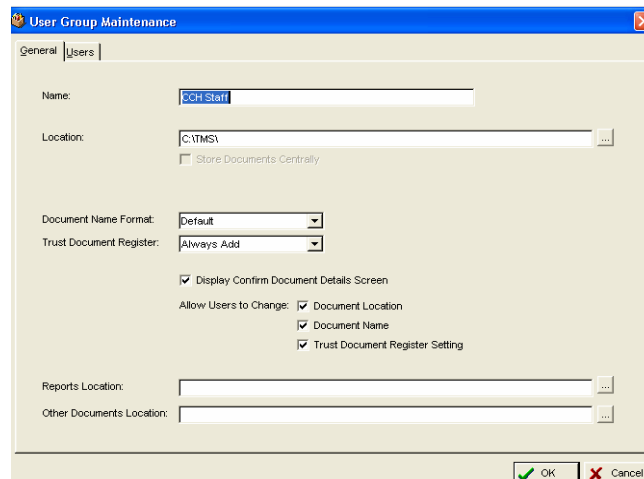 User Group Maintenance
General Users
Name: CCH Staff
Location: C:\TMS\ ...
Store Documents Centrally
Document Name Format: Default
Trust Document Register: Always Add
Display Confirm Document Details Screen
Allow Users to Change: Document Location
Document Name
Trust Document Register Setting
Reports Location: ...
Other Documents Location: ...
OK Cancel